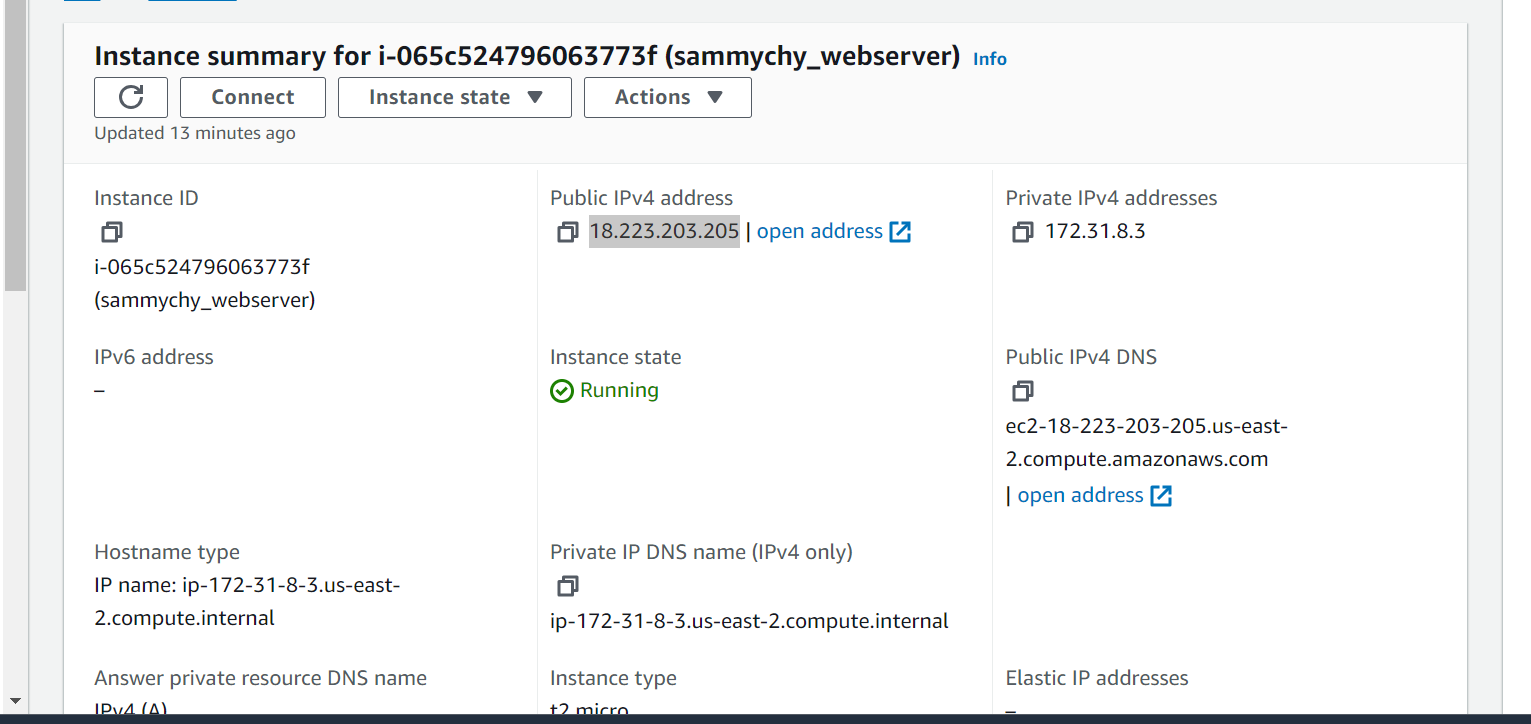 Instance summary for i-065c524796063773f (sammychy_webserver) Info
Connect
Instance state
Actions
Updated 13 minutes ago
Instance ID
i-065c524796063773f
(sammychy_webserver)
Public IPv4 address
18.223.203.205 | open address
Private IPv4 addresses
172.31.8.3
IPv6 address
–
Instance state
Running
Public IPv4 DNS
ec2-18-223-203-205.us-east-
2.compute.amazonaws.com
| open address
Hostname type
IP name: ip-172-31-8-3.us-east-
2.compute.internal
Private IP DNS name (IPv4 only)
ip-172-31-8-3.us-east-2.compute.internal
Answer private resource DNS name
IPv4 (A)
Instance type
t2.micro
Elastic IP addresses
–